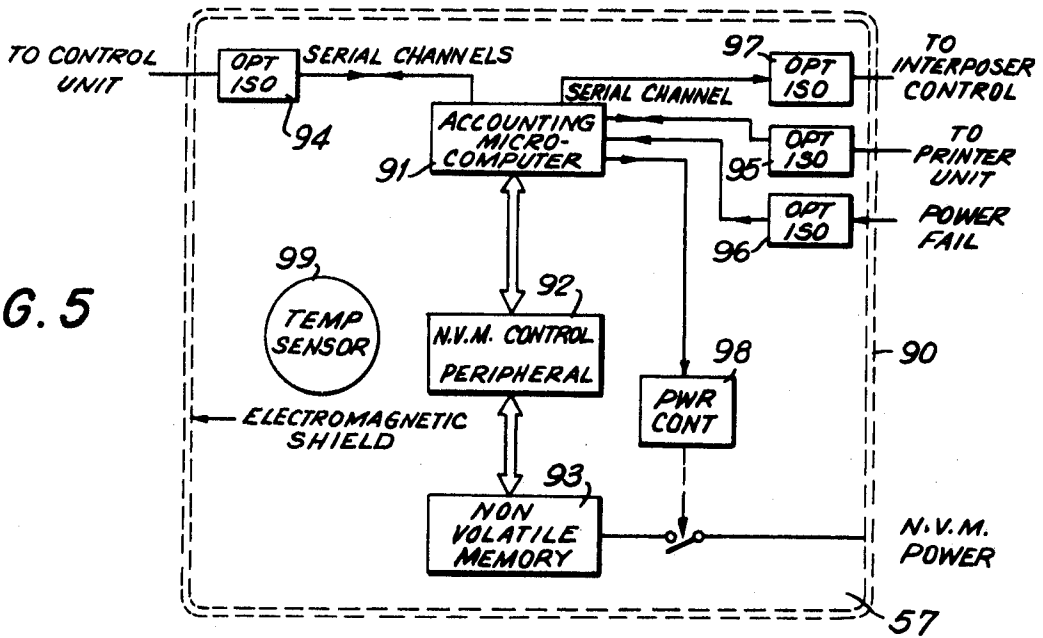 TO CONTROL
UNIT
OPT
ISO
94
SERIAL CHANNELS
97
OPT
ISO
TO
INTERPOSER
CONTROL
SERIAL CHANNEL
ACCOUNTING
MICRO-
COMPUTER
91
95
OPT
ISO
TO
PRINTER
UNIT
96
OPT
ISO
POWER
FAIL
99
TEMP
SENSOR
G. 5
92
N.V.M. CONTROL
PERIPHERAL
98
PWR
CONT
90
ELECTROMAGNETIC
SHIELD
93
NON
VOLATILE
MEMORY
N.V.M.
POWER
57